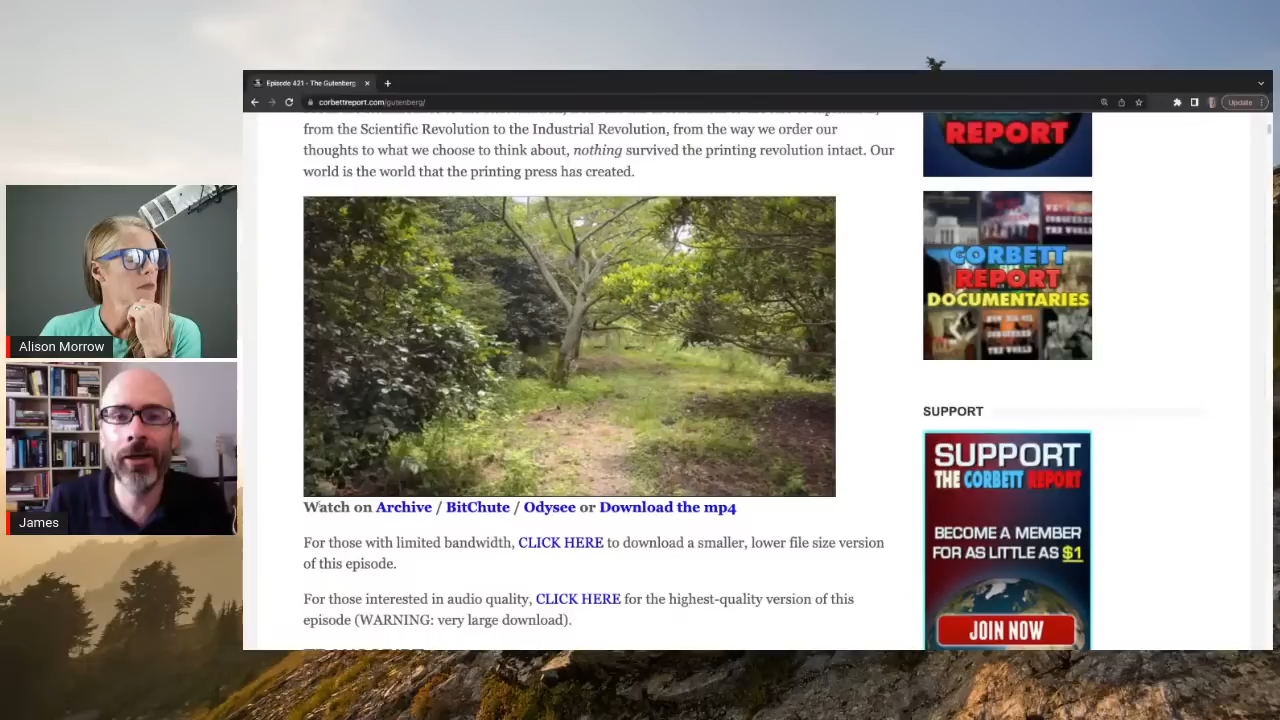 Episode 421 - The Gutenberg
corbettreport.com/gutenberg/
Update
from the Scientific Revolution to the Industrial Revolution, from the way we order our
thoughts to what we choose to think about, nothing survived the printing revolution intact. Our
world is the world that the printing press has created.
Watch on Archive / BitChute / Odysee or Download the mp4
For those with limited bandwidth, CLICK HERE to download a smaller, lower file size version
of this episode.
For those interested in audio quality, CLICK HERE for the highest-quality version of this
episode (WARNING: very large download).
REPORT
CORBETT
REPORT
DOCUMENTARIES
SUPPORT
SUPPORT
THE CORBETT REPORT
BECOME A MEMBER
FOR AS LITTLE AS $1
JOIN NOW
Alison Morrow
James